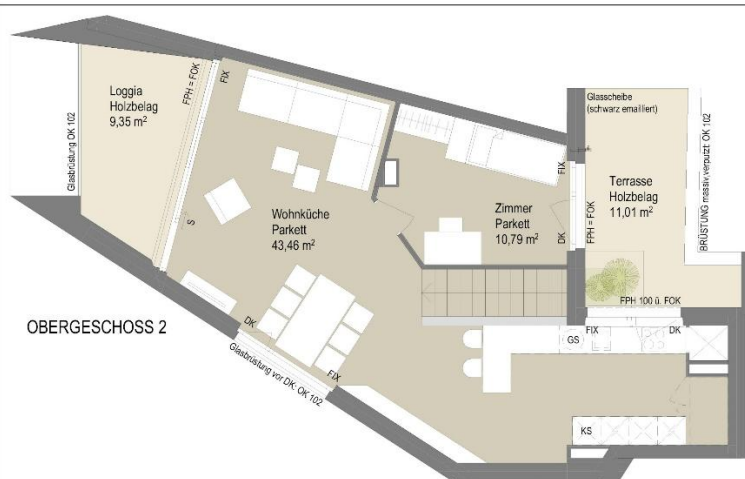 Loggia
Holzbelag
9,35 m²
FPH = FOK
FIX
Glasbrüstung OK 102
S
Wohnküche
Parkett
43,46 m²
Zimmer
Parkett
10,79 m²
FIX
DK
FPH = FOK
Glasscheibe
(schwarz emailliert)
Terrasse
Holzbelag
11,01 m²
BRÜSTUNG massiv,verputzt: OK 102
FPH 100 ü. FOK
OBERGESCHOSS 2
DK
Glasbrüstung vor DK: OK 102
FIX
GS
FIX
DK
KS